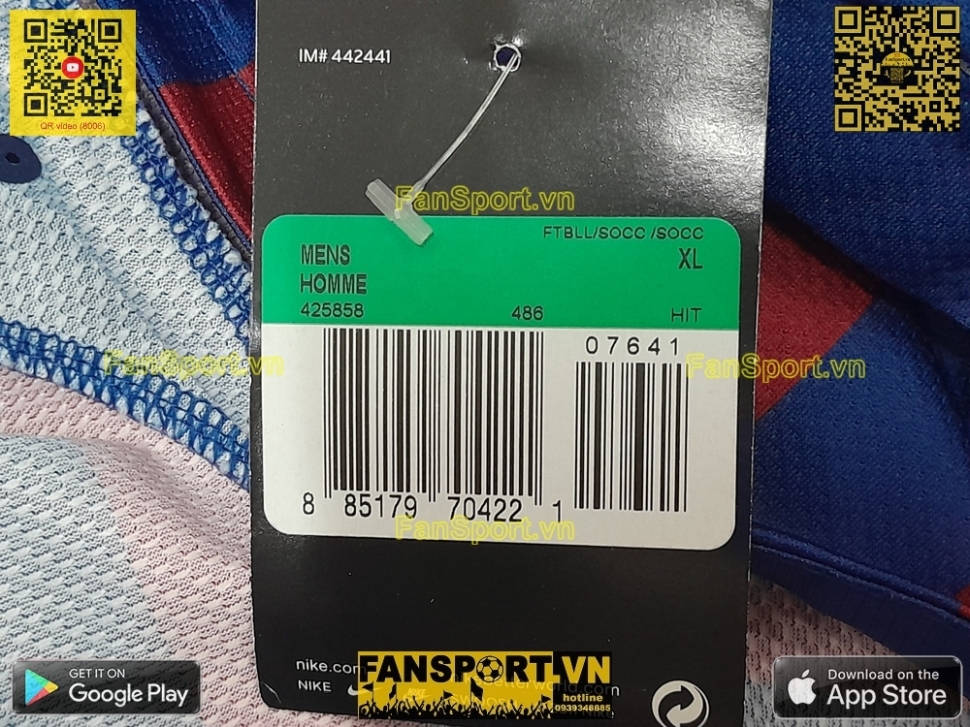 IM# 442441
QR video (8006)
FanSport.vn
FTBLL/SOCC /SOCC
MENS XL
HOMME
425858 486 HIT
07641
FanSport.vn FanSport.vn
8 85179 70422 1
FanSport.vn
nike.com
NIKE
FANSPORT.VN
hotline
0939348885
GET IT ON
Google Play
Download on the
App Store